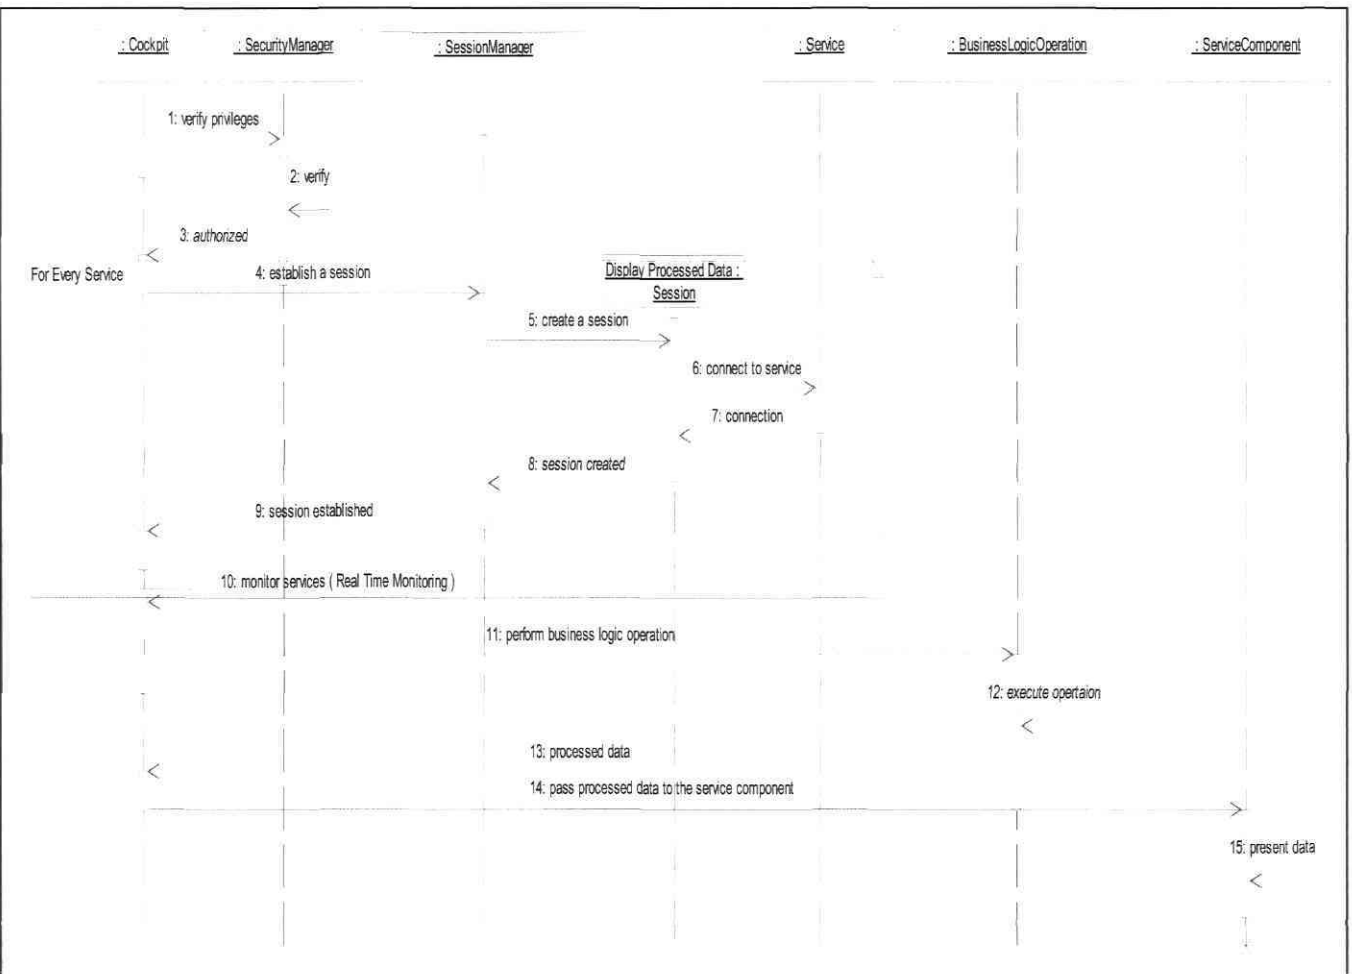 : Cockpit
: SecurityManager
: SessionManager
: Service
: BusinessLogicOperation
: ServiceComponent
1: verify privileges
2: verify
3: authorized
For Every Service
4: establish a session
Display Processed Data :
Session
5: create a session
6: connect to service
7: connection
8: session created
9: session established
10: monitor services ( Real Time Monitoring )
11: perform business logic operation
12: execute opertaion
13: processed data
14: pass processed data to the service component
15: present data